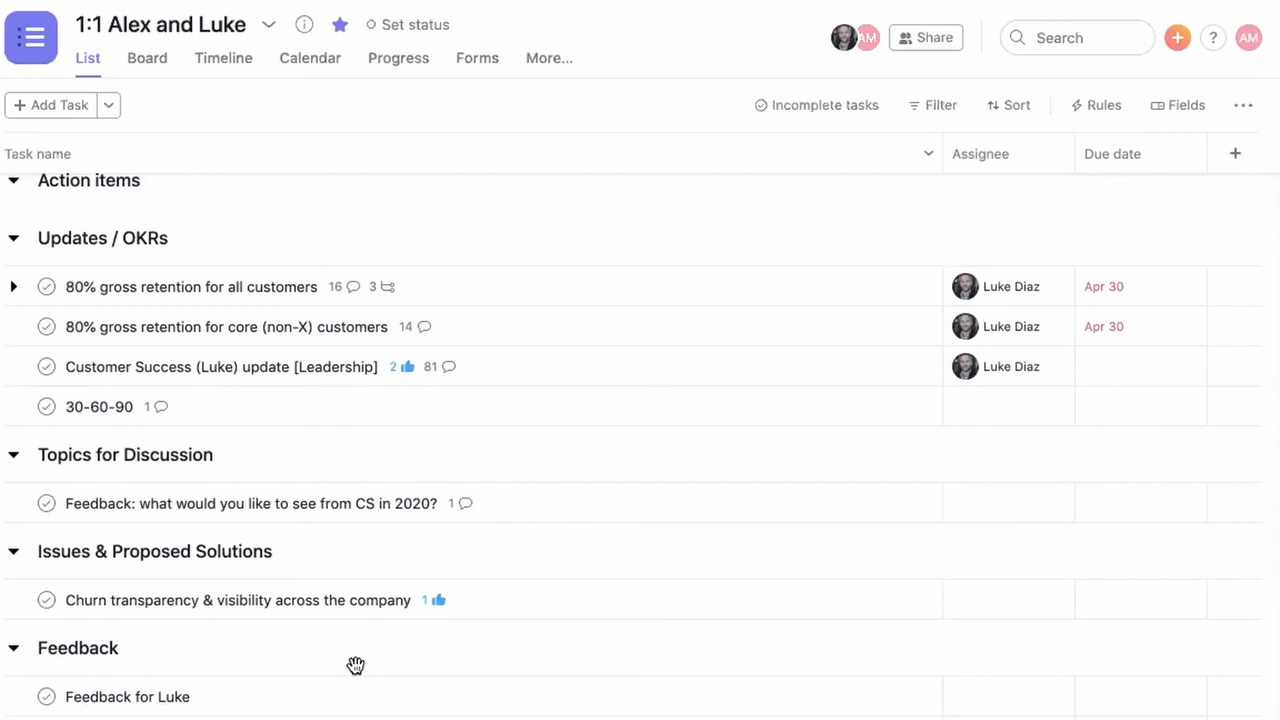 1:1 Alex and Luke
Set status
AM
Share
Search
+
?
AM
List Board Timeline Calendar Progress Forms More...
+ Add Task
Incomplete tasks Filter Sort Rules Fields ...
Task name Assignee Due date +
Action items
Updates / OKRs
80% gross retention for all customers 16 3 Luke Diaz Apr 30
80% gross retention for core (non-X) customers 14 Luke Diaz Apr 30
Customer Success (Luke) update [Leadership] 2 81 Luke Diaz
30-60-90 1
Topics for Discussion
Feedback: what would you like to see from CS in 2020? 1
Issues & Proposed Solutions
Churn transparency & visibility across the company 1
Feedback
Feedback for Luke